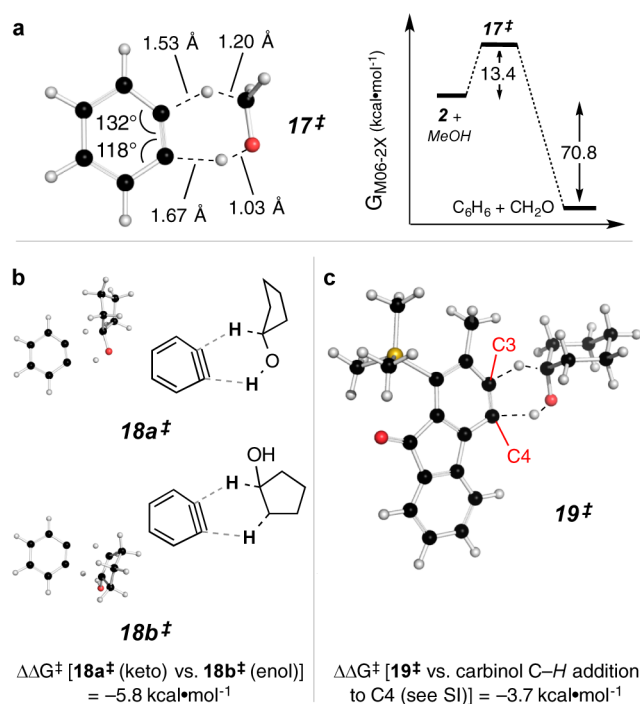 a
1.53 Å
1.20 Å
132°
118°
17‡
1.67 Å
1.03 Å
G_M06-2X (kcal•mol⁻¹)
17‡
13.4
2 +
MeOH
70.8
C₆H₆ + CH₂O
b
H
O
H
18a‡
OH
H
H
18b‡
ΔΔG‡ [18a‡ (keto) vs. 18b‡ (enol)]
= –5.8 kcal•mol⁻¹
c
C3
C4
19‡
ΔΔG‡ [19‡ vs. carbinol C–H addition
to C4 (see SI)] = –3.7 kcal•mol⁻¹